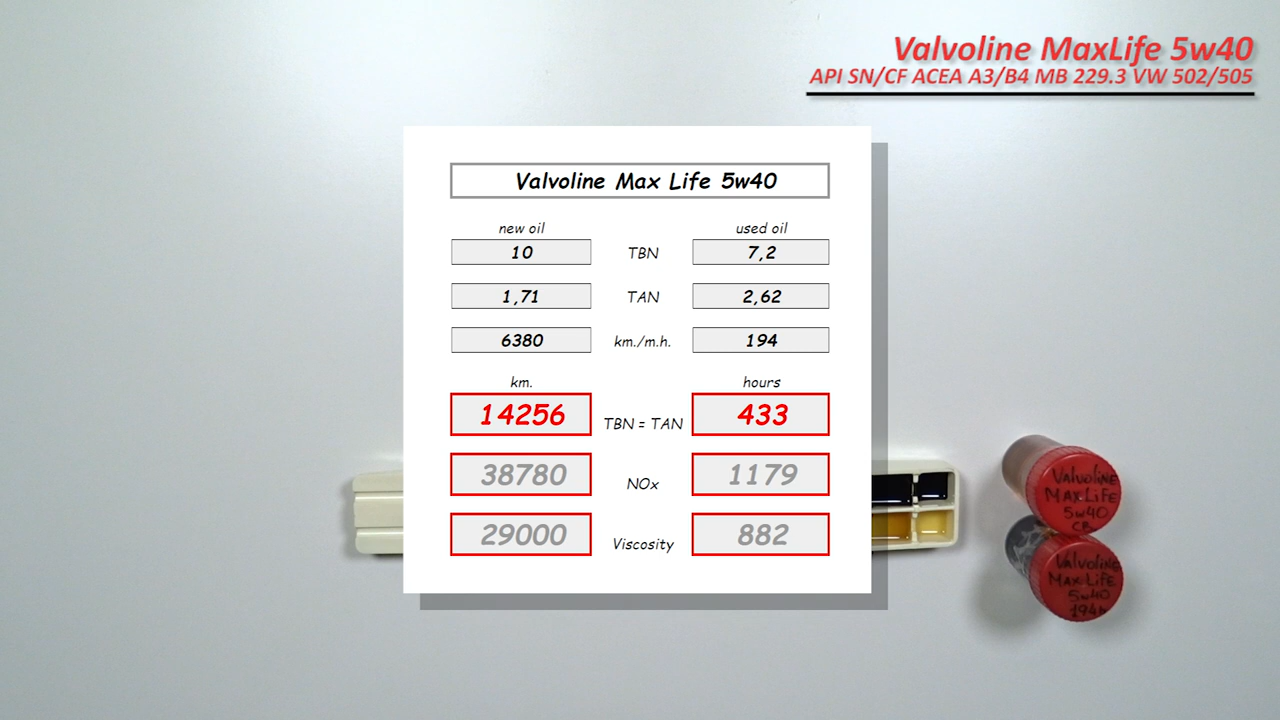 Valvoline MaxLife 5w40
API SN/CF ACEA A3/B4 MB 229.3 VW 502/505
Valvoline Max Life 5w40
new oil used oil
10 TBN 7,2
1,71 TAN 2,62
6380 km./m.h. 194
km. hours
14256 TBN = TAN 433
38780 NOx 1179
29000 Viscosity 882
Valvoline
MaxLife
5w40
CB
Valvoline
MaxLife
5w40
194